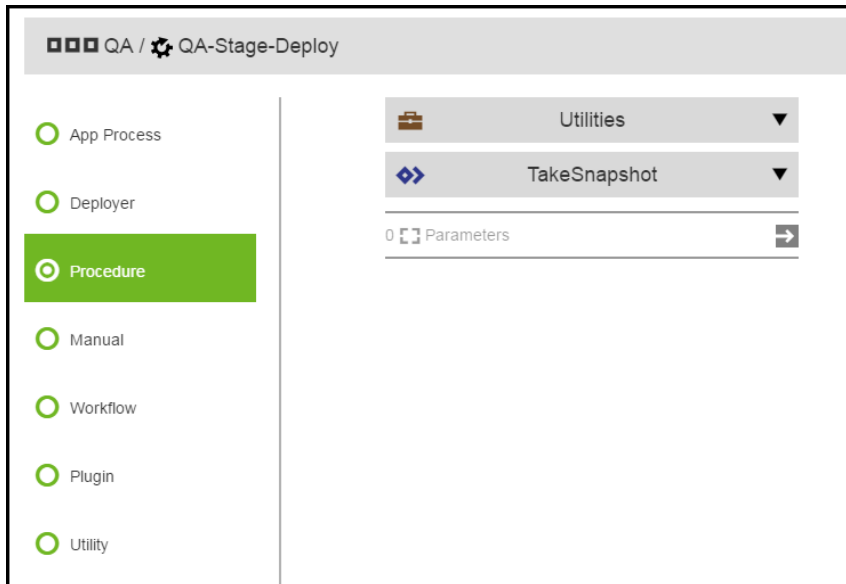 QA / QA-Stage-Deploy
App Process
Deployer
Procedure
Manual
Workflow
Plugin
Utility
Utilities
TakeSnapshot
0 Parameters